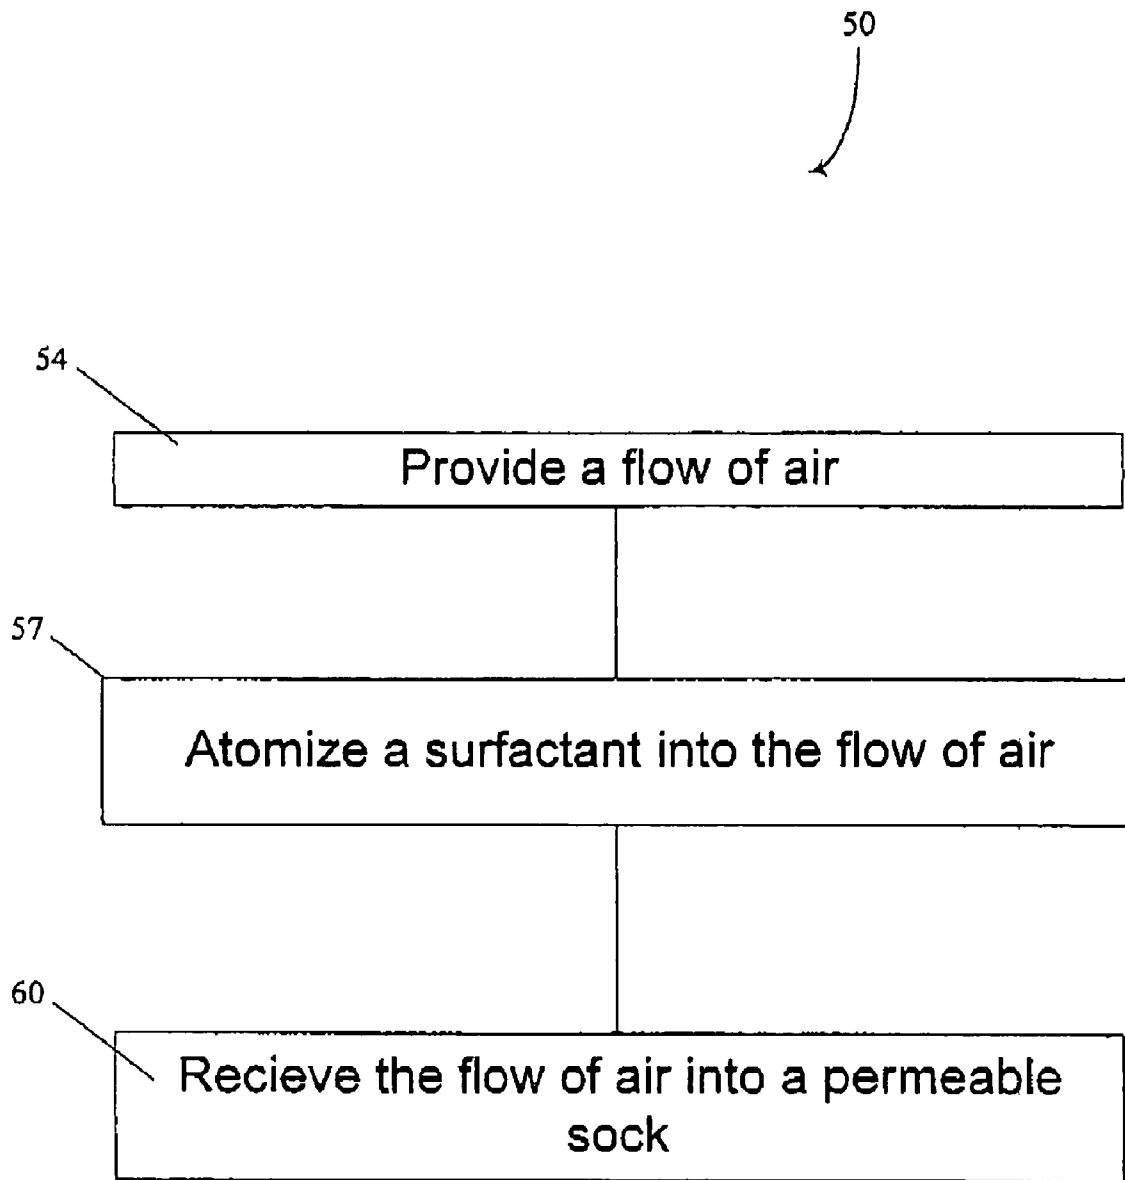 50
54
Provide a flow of air
57
Atomize a surfactant into the flow of air
60
Recieve the flow of air into a permeable
sock